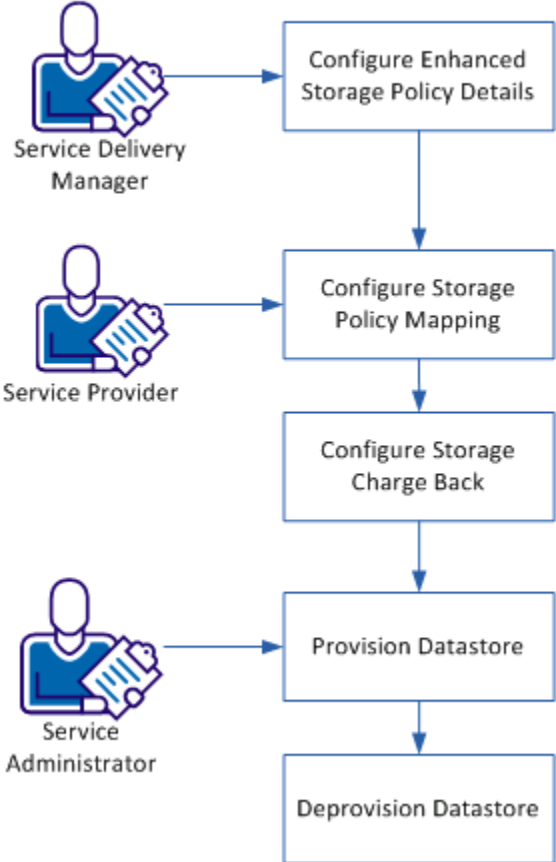 Configure Enhanced
Storage Policy Details
Service Delivery
Manager
Configure Storage
Policy Mapping
Service Provider
Configure Storage
Charge Back
Provision Datastore
Service
Administrator
Deprovision Datastore